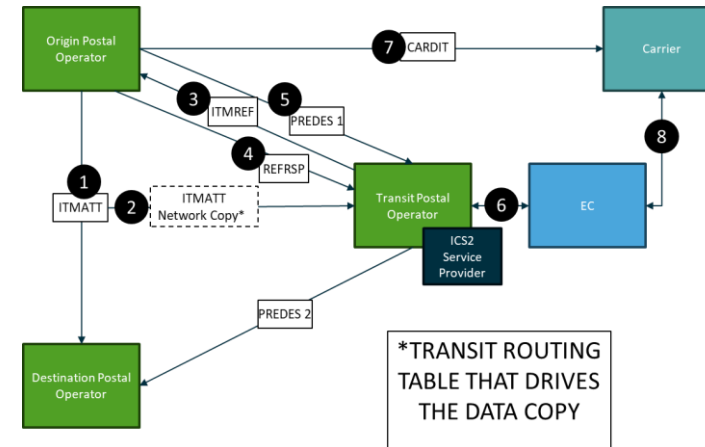 Origin Postal
Operator
7
CARDIT
Carrier
3
ITMREF
5
PREDES 1
4
REFRSP
8
1
ITMATT
2
ITMATT
Network Copy*
Transit Postal
Operator
6
EC
ICS2
Service
Provider
PREDES 2
Destination Postal
Operator
*TRANSIT ROUTING
TABLE THAT DRIVES
THE DATA COPY